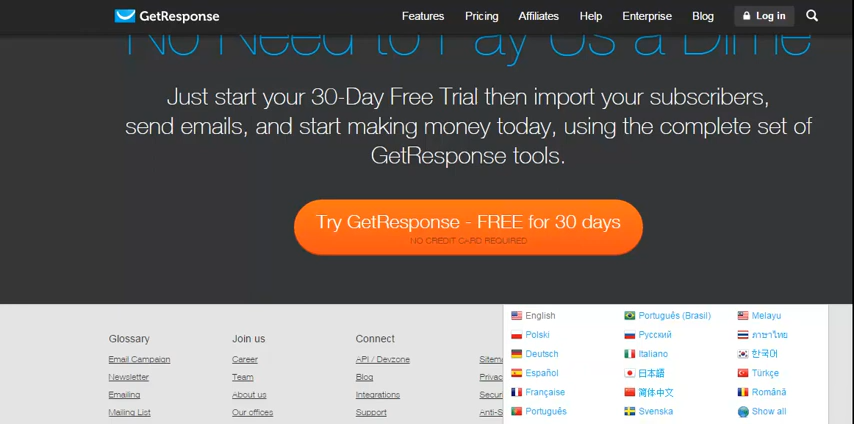 GetResponse
Features
Pricing
Affiliates
Help
Enterprise
Blog
Log in
No Need to Pay Us a Dime
Just start your 30-Day Free Trial then import your subscribers,
send emails, and start making money today, using the complete set of
GetResponse tools.
Try GetResponse - FREE for 30 days
NO CREDIT CARD REQUIRED
Glossary
Email Campaign
Newsletter
Emailing
Mailing List
Join us
Career
Team
About us
Our offices
Connect
API / Devzone
Blog
Integrations
Support
Sitem
Privac
Secur
Anti-S
English
Polski
Deutsch
Español
Française
Português
Português (Brasil)
Русский
Italiano
日本語
简体中文
Svenska
Melayu
ภาษาไทย
한국어
Türkçe
Română
Show all